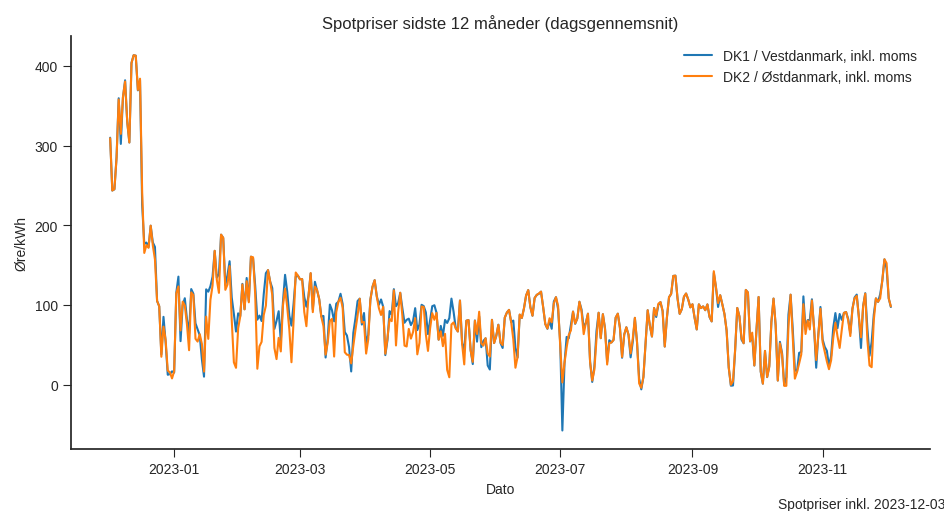 Spotpriser sidste 12 måneder (dagsgennemsnit)
DK1 / Vestdanmark, inkl. moms
DK2 / Østdanmark, inkl. moms
Øre/kWh
400
300
200
100
0
2023-01
2023-03
2023-05
2023-07
2023-09
2023-11
Dato
Spotpriser inkl. 2023-12-03